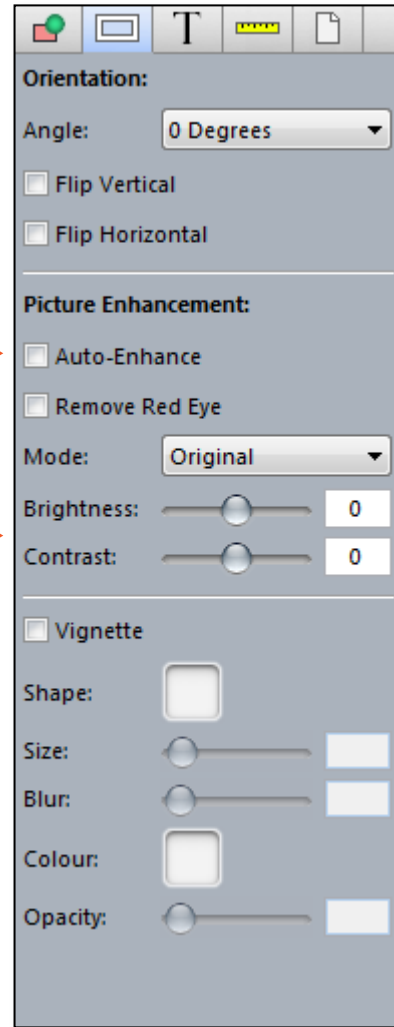 T
Orientation:
Angle: 0 Degrees
Flip Vertical
Flip Horizontal
Picture Enhancement:
Auto-Enhance
Remove Red Eye
Mode: Original
Brightness: 0
Contrast: 0
Vignette
Shape:
Size:
Blur:
Colour:
Opacity: